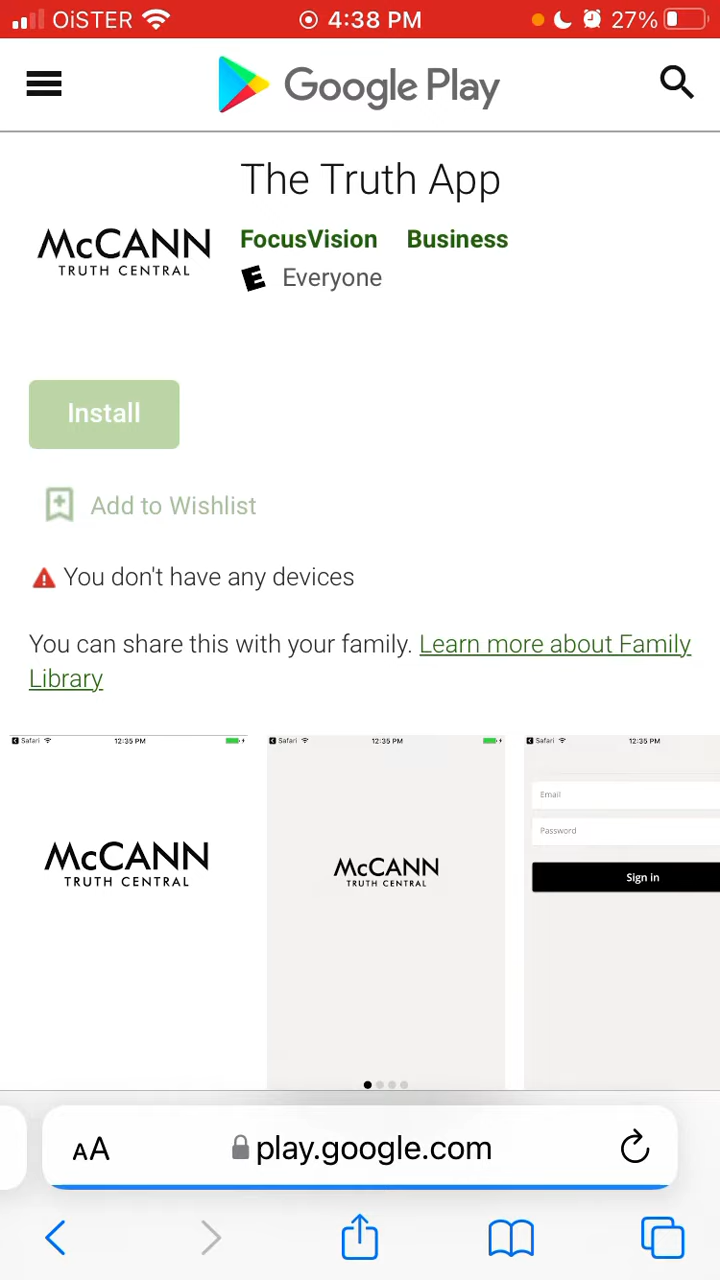 OiSTER 4:38 PM 27%
Google Play
The Truth App
McCANN
TRUTH CENTRAL
FocusVision Business
E Everyone
Install
Add to Wishlist
You don't have any devices
You can share this with your family. Learn more about Family
Library
Safari 12:35 PM
McCANN
TRUTH CENTRAL
Safari 12:35 PM
McCANN
TRUTH CENTRAL
Safari 12:35 PM
Email
Password
Sign in
AA play.google.com